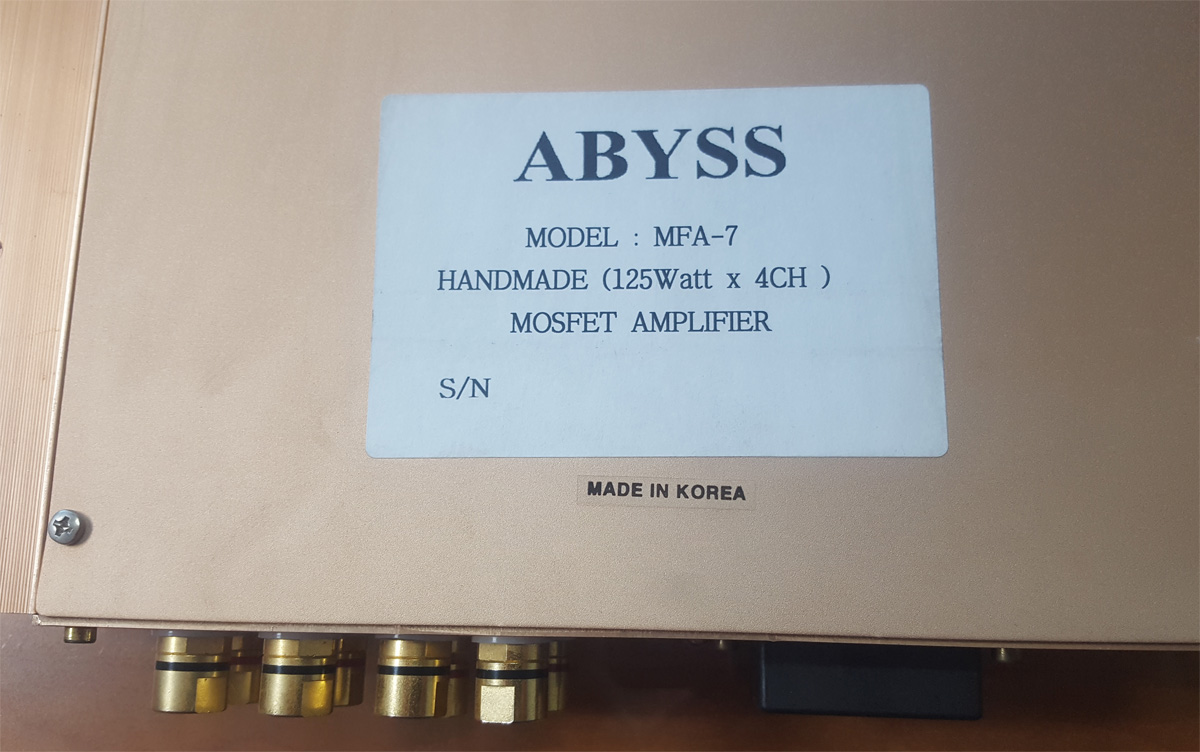 ABYSS
MODEL : MFA-7
HANDMADE (125Watt x 4CH )
MOSFET AMPLIFIER
S/N
MADE IN KOREA